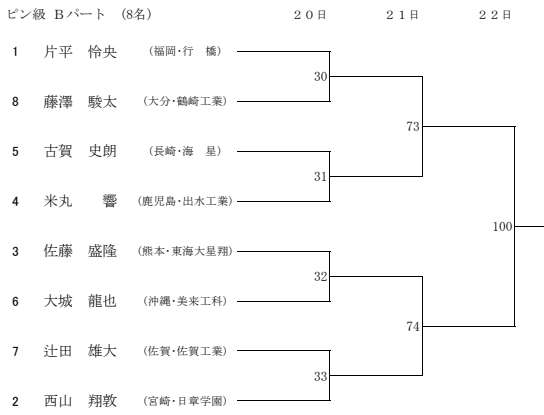 ピン級 Bパート (8名) 20日 21日 22日
1 片平 怜央 (福岡・行 橋)
30
8 藤澤 駿太 (大分・鶴崎工業)
73
5 古賀 史朗 (長崎・海 星)
31
4 米丸 響 (鹿児島・出水工業)
100
3 佐藤 盛隆 (熊本・東海大星翔)
32
6 大城 龍也 (沖縄・美来工科)
74
7 辻田 雄大 (佐賀・佐賀工業)
33
2 西山 翔敦 (宮崎・日章学園)